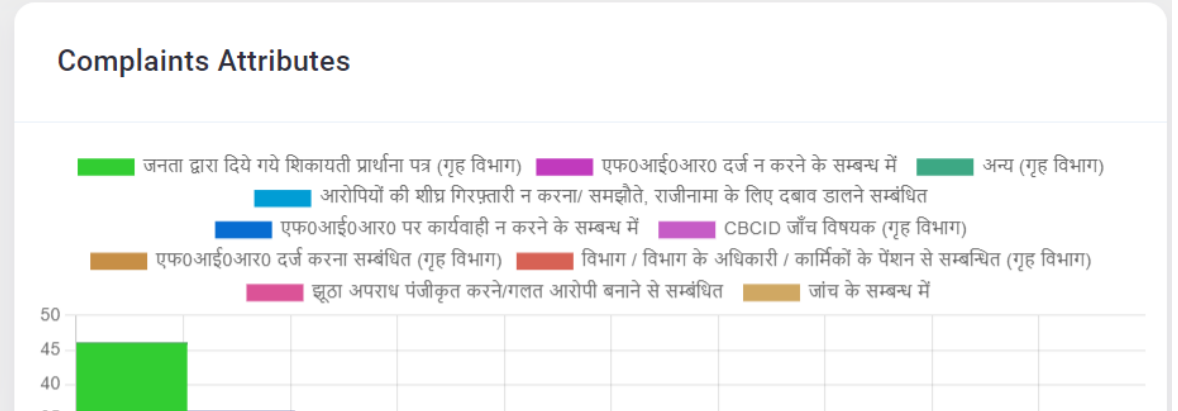 Complaints Attributes
जनता द्वारा दिये गये शिकायती प्रार्थना पत्र (गृह विभाग) एफ0आई0आर0 दर्ज न करने के सम्बन्ध में अन्य (गृह विभाग)
आरोपियों की शीघ्र गिरफ़्तारी न करना/ समझौते, राजीनामा के लिए दबाव डालने सम्बंधित
एफ0आई0आर0 पर कार्यवाही न करने के सम्बन्ध में CBCID जाँच विषयक (गृह विभाग)
एफ0आई0आर0 दर्ज करना सम्बंधित (गृह विभाग) विभाग / विभाग के अधिकारी / कार्मिकों के पेंशन से सम्बन्धित (गृह विभाग)
झूठा अपराध पंजीकृत करने/गलत आरोपी बनाने से सम्बंधित जांच के सम्बन्ध में
50
45
40